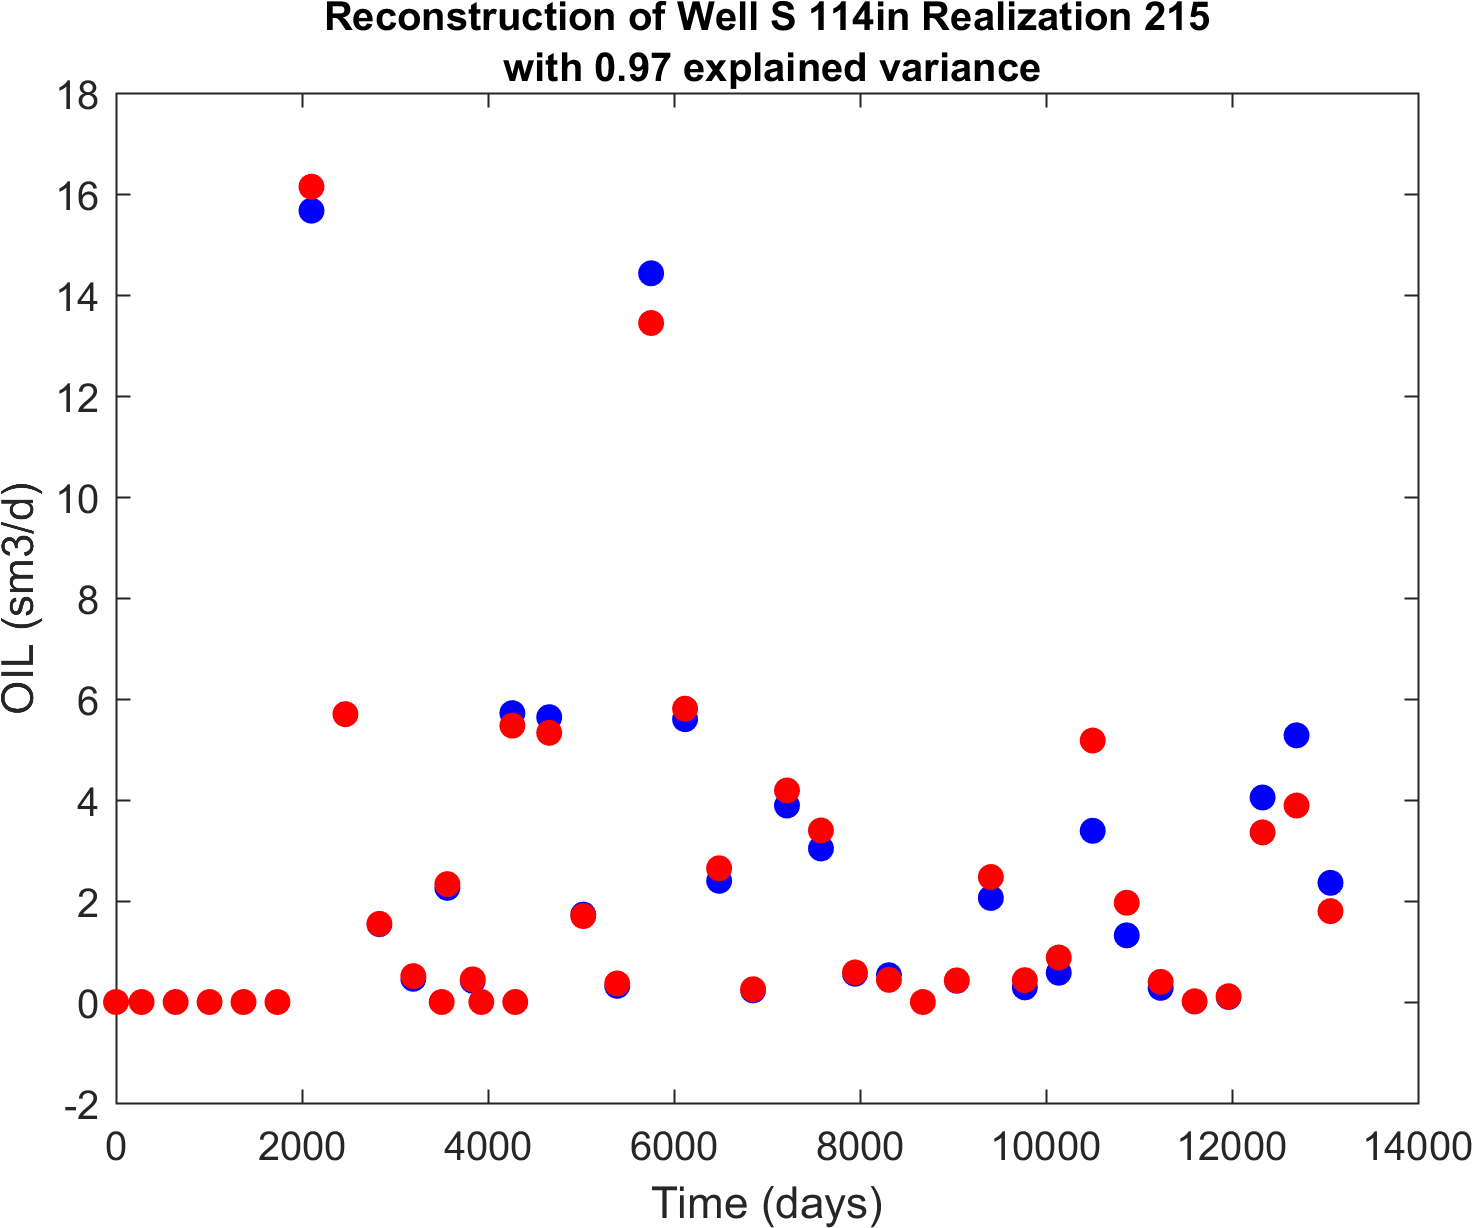 Reconstruction of Well S 114in Realization 215
with 0.97 explained variance
18
16
14
12
10
8
6
4
2
0
-2
OIL (sm3/d)
0 2000 4000 6000 8000 10000 12000 14000
Time (days)